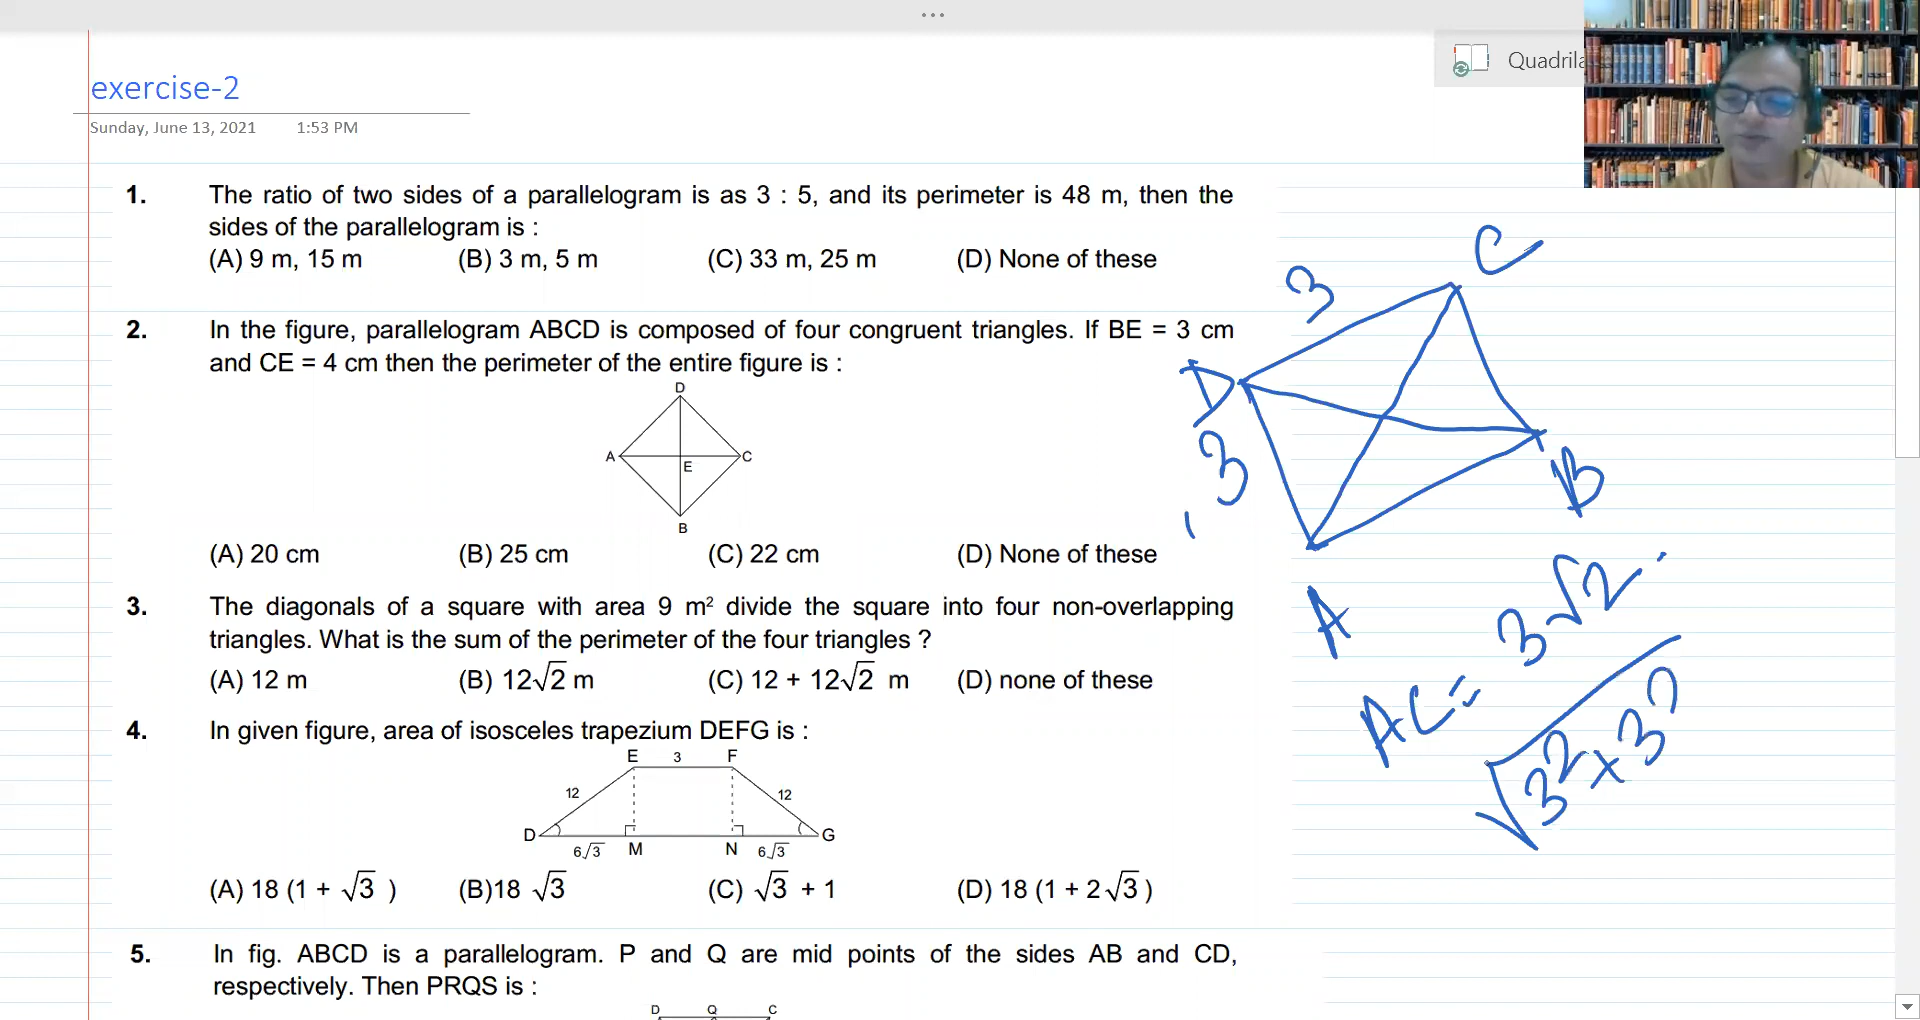 Quadril
exercise-2
Sunday, June 13, 2021 1:53 PM
1. The ratio of two sides of a parallelogram is as 3 : 5, and its perimeter is 48 m, then the
sides of the parallelogram is :
(A) 9 m, 15 m (B) 3 m, 5 m (C) 33 m, 25 m (D) None of these
2. In the figure, parallelogram ABCD is composed of four congruent triangles. If BE = 3 cm
and CE = 4 cm then the perimeter of the entire figure is :
D
A C
E
B
(A) 20 cm (B) 25 cm (C) 22 cm (D) None of these
3. The diagonals of a square with area 9 m² divide the square into four non-overlapping
triangles. What is the sum of the perimeter of the four triangles ?
(A) 12 m (B) 12√2 m (C) 12 + 12√2 m (D) none of these
4. In given figure, area of isosceles trapezium DEFG is :
E 3 F
12 12
D G
6√3 M N 6√3
(A) 18 (1 + √3 ) (B)18 √3 (C) √3 + 1 (D) 18 (1 + 2√3 )
5. In fig. ABCD is a parallelogram. P and Q are mid points of the sides AB and CD,
respectively. Then PRQS is :
D Q C
C
3
D
3
B
A
AC = 3√2